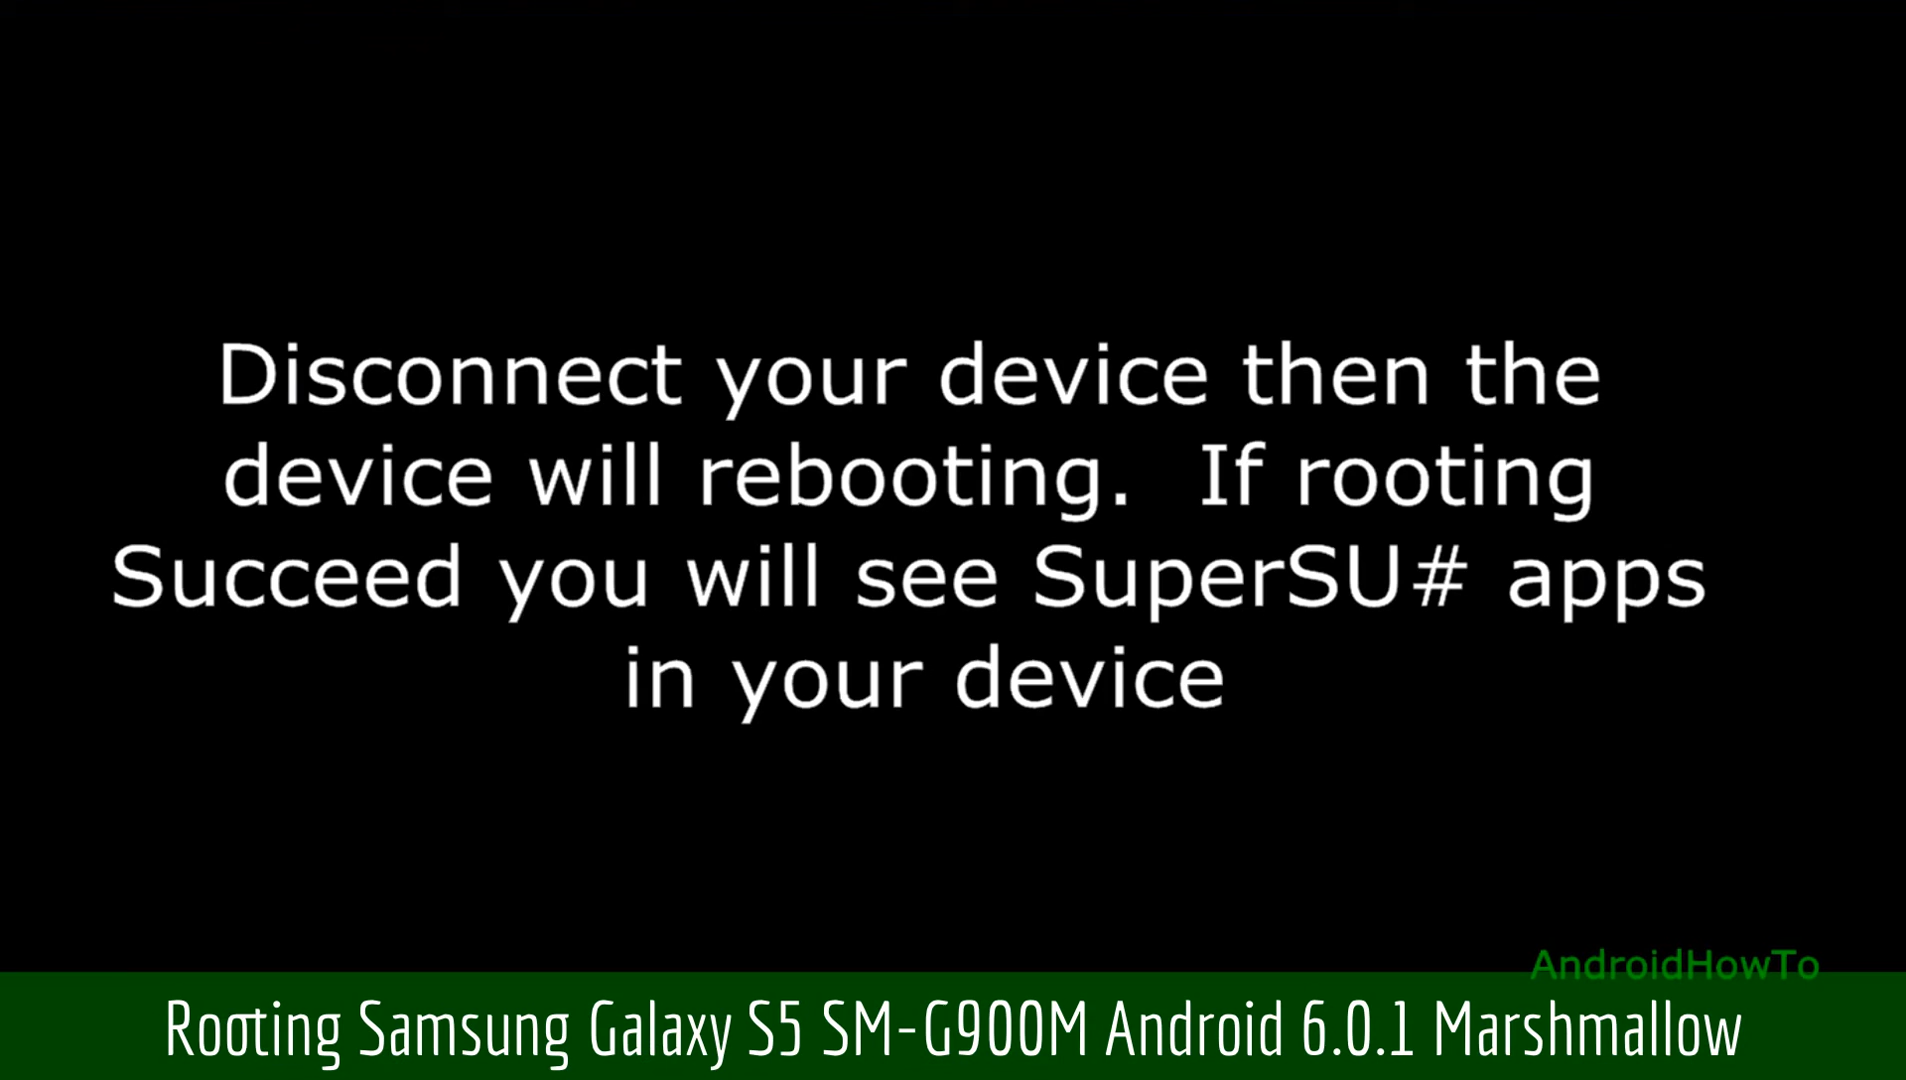 Disconnect your device then the
device will rebooting.  If rooting
Succeed you will see SuperSU# apps
in your device
AndroidHowTo
Rooting Samsung Galaxy S5 SM-G900M Android 6.0.1 Marshmallow